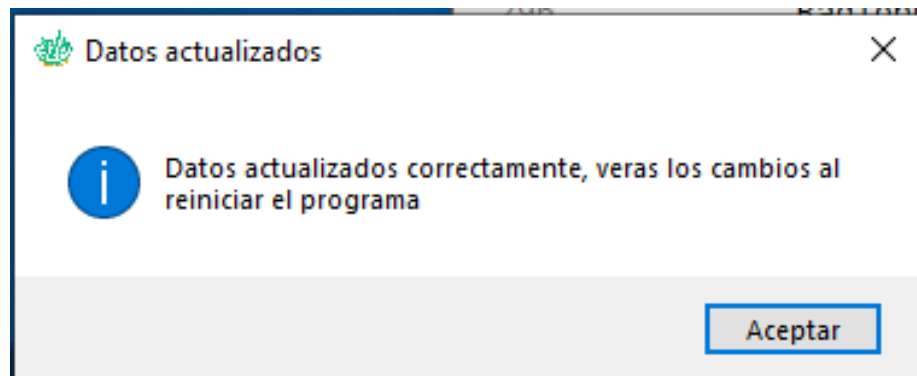 Datos actualizados
Datos actualizados correctamente, veras los cambios al
reiniciar el programa
Aceptar